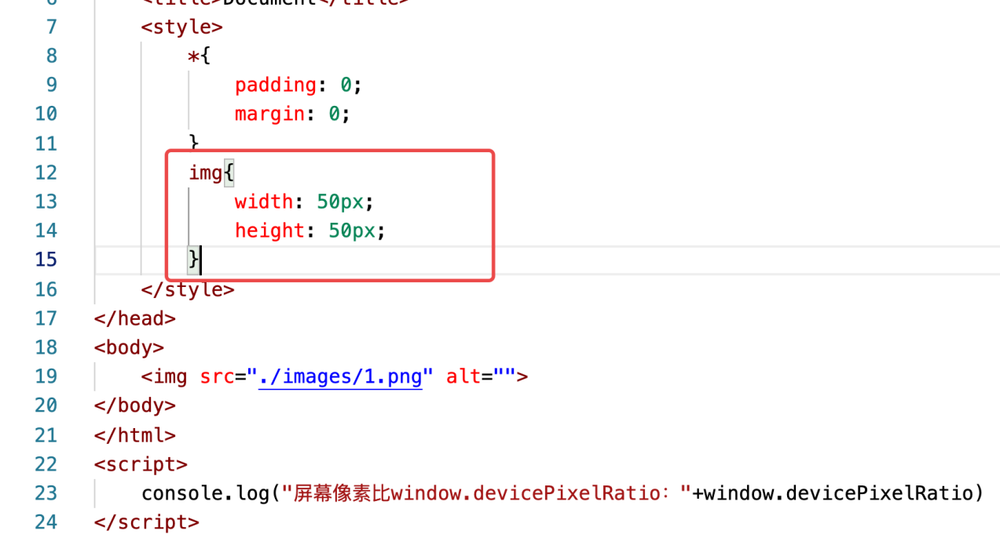 6 <title>Document</title>
7 <style>
8 *{
9 padding: 0;
10 margin: 0;
11 }
12 img{
13 width: 50px;
14 height: 50px;
15 }
16 </style>
17 </head>
18 <body>
19 <img src="./images/1.png" alt="">
20 </body>
21 </html>
22 <script>
23 console.log("屏幕像素比window.devicePixelRatio："+window.devicePixelRatio)
24 </script>